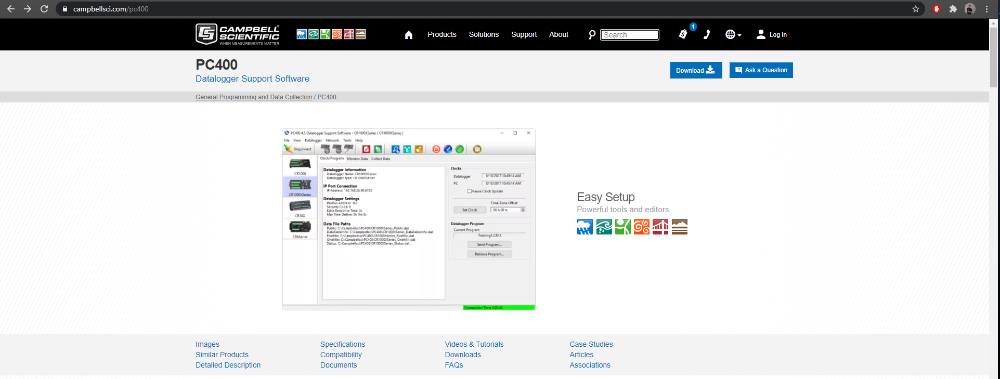 campbellsci.com/pc400
CAMPBELL SCIENTIFIC
WHEN MEASUREMENTS MATTER
Products Solutions Support About Search 1 Log In
PC400
Datalogger Support Software
Download Ask a Question
General Programming and Data Collection / PC400
PC400 4.5 Datalogger Support Software - CR1000XSeries ( CR1000XSeries )
File View Datalogger Network Tools Help
Disconnect
Clock/Program Monitor Data Collect Data
CR1000
CR1000XSeries
CR10X
CR6Series
Datalogger Information
Datalogger Name: CR1000XSeries
Datalogger Type: CR1000XSeries
IP Port Connection
IP Address: 192.168.26.90:6785
Datalogger Settings
PakBus Address: 367
Security Code: 0
Extra Response Time: 0s
Max Time Online: 0h 0m 0s
Data File Paths
Public: C:\Campbellsci\PC400\CR1000XSeries_Public.dat
DataTableInfo: C:\Campbellsci\PC400\CR1000XSeries_DataTableInfo.dat
FiveMin: C:\Campbellsci\PC400\CR1000XSeries_FiveMin.dat
OneMin: C:\Campbellsci\PC400\CR1000XSeries_OneMin.dat
Status: C:\Campbellsci\PC400\CR1000XSeries_Status.dat
Clocks
Datalogger 8/18/2017 10:45:14 AM
PC 8/18/2017 10:45:14 AM
Pause Clock Update
Time Zone Offset
Set Clock 00 h 00 m
Datalogger Program
Current Program
Training1.CR1X
Send Program...
Retrieve Program...
Connection Time 0:00:42
Easy Setup
Powerful tools and editors
Images Specifications Videos & Tutorials Case Studies
Similar Products Compatibility Downloads Articles
Detailed Description Documents FAQs Associations